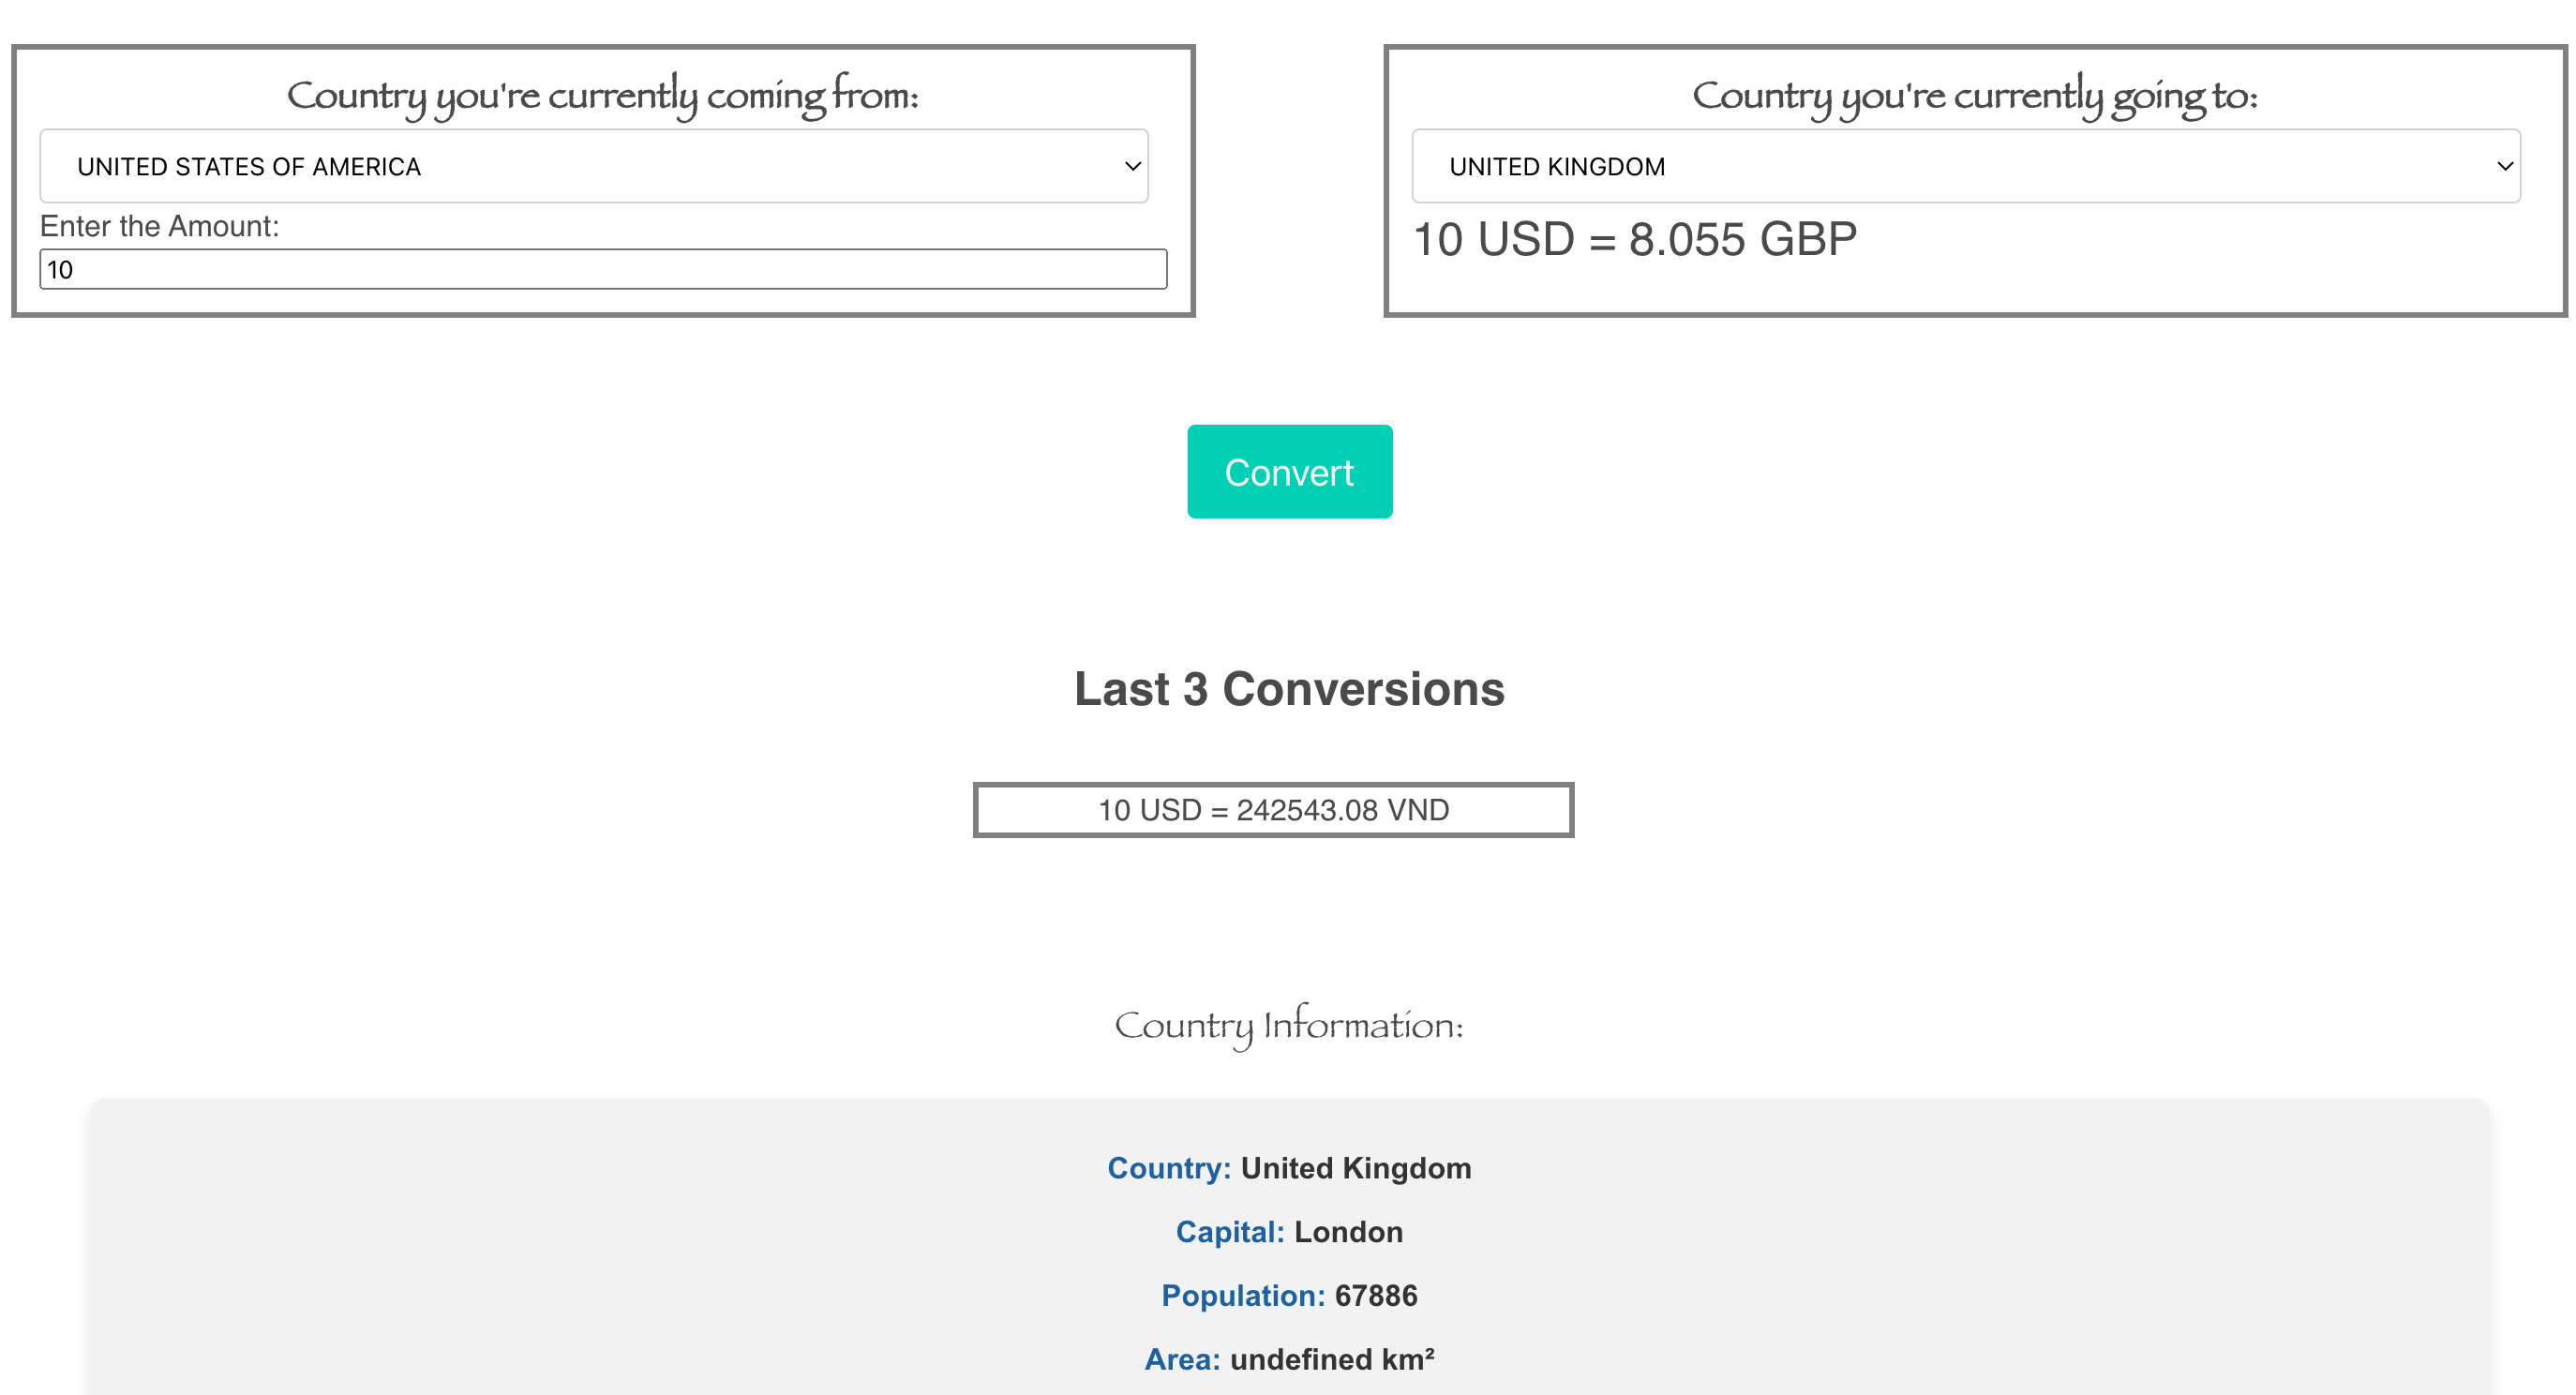 Country you're currently coming from:
UNITED STATES OF AMERICA
Enter the Amount:
10
Country you're currently going to:
UNITED KINGDOM
10 USD = 8.055 GBP
Convert
Last 3 Conversions
10 USD = 242543.08 VND
Country Information:
Country: United Kingdom
Capital: London
Population: 67886
Area: undefined km²